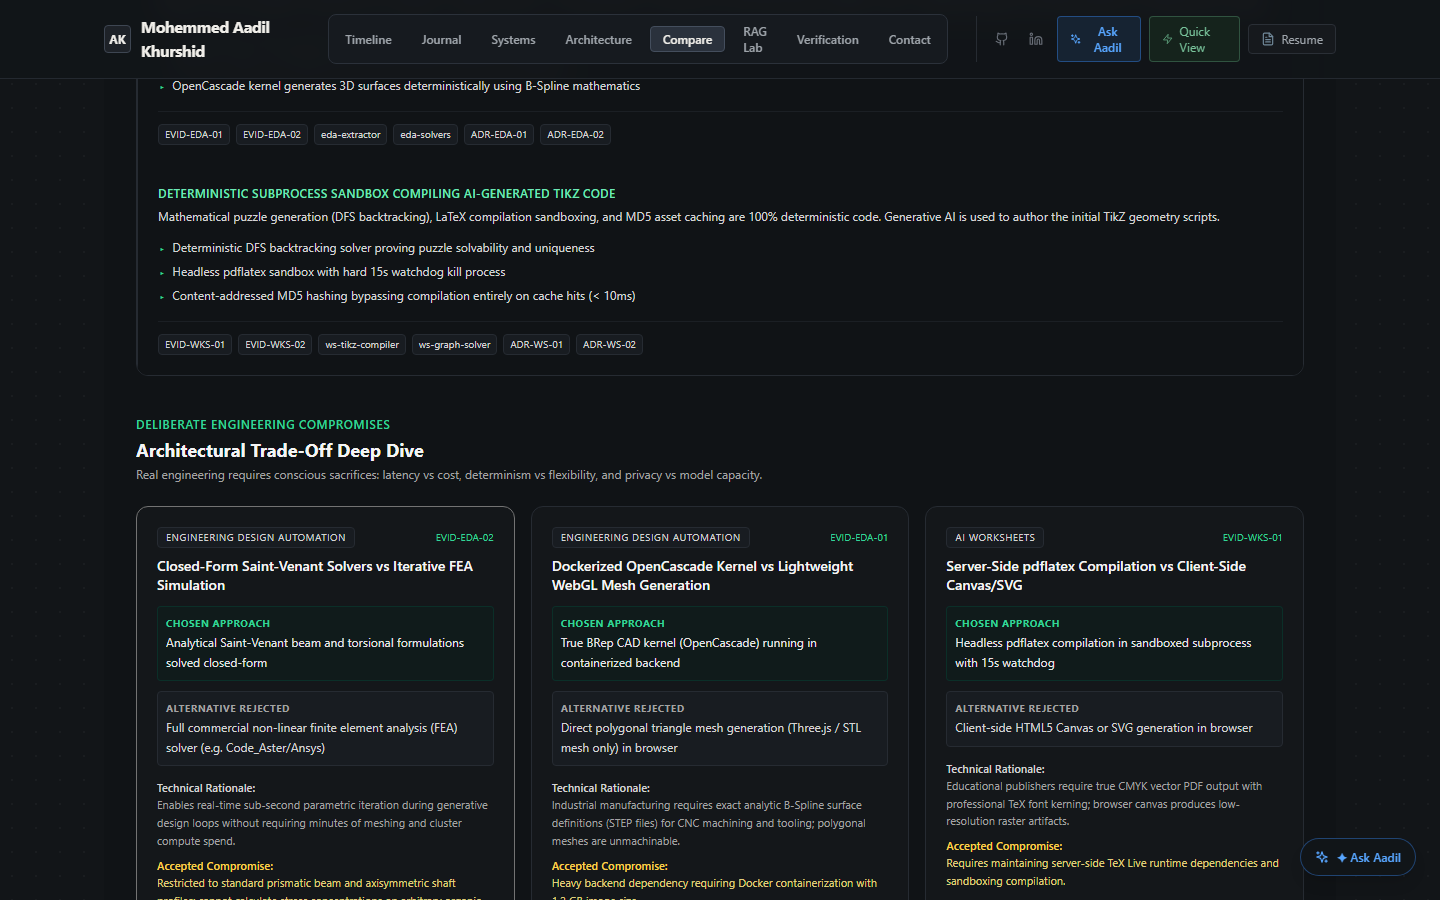 AK
Mohemmed Aadil
Khurshid
Timeline
Journal
Systems
Architecture
Compare
RAG
Lab
Verification
Contact
Ask
Aadil
Quick
View
Resume
OpenCascade kernel generates 3D surfaces deterministically using B-Spline mathematics
EVID-EDA-01
EVID-EDA-02
eda-extractor
eda-solvers
ADR-EDA-01
ADR-EDA-02
DETERMINISTIC SUBPROCESS SANDBOX COMPILING AI-GENERATED TIKZ CODE
Mathematical puzzle generation (DFS backtracking), LaTeX compilation sandboxing, and MD5 asset caching are 100% deterministic code. Generative AI is used to author the initial TikZ geometry scripts.
Deterministic DFS backtracking solver proving puzzle solvability and uniqueness
Headless pdflatex sandbox with hard 15s watchdog kill process
Content-addressed MD5 hashing bypassing compilation entirely on cache hits (< 10ms)
EVID-WKS-01
EVID-WKS-02
ws-tikz-compiler
ws-graph-solver
ADR-WS-01
ADR-WS-02
DELIBERATE ENGINEERING COMPROMISES
Architectural Trade-Off Deep Dive
Real engineering requires conscious sacrifices: latency vs cost, determinism vs flexibility, and privacy vs model capacity.
ENGINEERING DESIGN AUTOMATION
EVID-EDA-02
Closed-Form Saint-Venant Solvers vs Iterative FEA
Simulation
CHOSEN APPROACH
Analytical Saint-Venant beam and torsional formulations
solved closed-form
ALTERNATIVE REJECTED
Full commercial non-linear finite element analysis (FEA)
solver (e.g. Code_Aster/Ansys)
Technical Rationale:
Enables real-time sub-second parametric iteration during generative
design loops without requiring minutes of meshing and cluster
compute spend.
Accepted Compromise:
Restricted to standard prismatic beam and axisymmetric shaft
ENGINEERING DESIGN AUTOMATION
EVID-EDA-01
Dockerized OpenCascade Kernel vs Lightweight
WebGL Mesh Generation
CHOSEN APPROACH
True BRep CAD kernel (OpenCascade) running in
containerized backend
ALTERNATIVE REJECTED
Direct polygonal triangle mesh generation (Three.js / STL
mesh only) in browser
Technical Rationale:
Industrial manufacturing requires exact analytic B-Spline surface
definitions (STEP files) for CNC machining and tooling; polygonal
meshes are unmachinable.
Accepted Compromise:
Heavy backend dependency requiring Docker containerization with
AI WORKSHEETS
EVID-WKS-01
Server-Side pdflatex Compilation vs Client-Side
Canvas/SVG
CHOSEN APPROACH
Headless pdflatex compilation in sandboxed subprocess
with 15s watchdog
ALTERNATIVE REJECTED
Client-side HTML5 Canvas or SVG generation in browser
Technical Rationale:
Educational publishers require true CMYK vector PDF output with
professional TeX font kerning; browser canvas produces low-
resolution raster artifacts.
Accepted Compromise:
Requires maintaining server-side TeX Live runtime dependencies and
sandboxing compilation.
✦ Ask Aadil